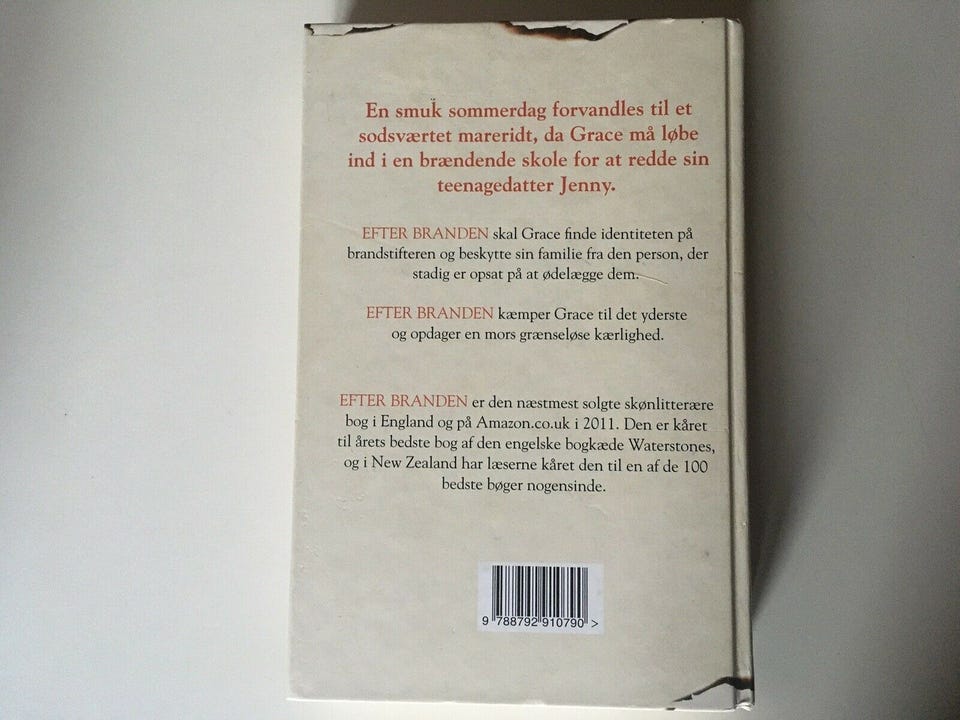 En smuk sommerdag forvandles til et
sodsværtet mareridt, da Grace må løbe
ind i en brændende skole for at redde sin
teenagedatter Jenny.
EFTER BRANDEN skal Grace finde identiteten på
brandstifteren og beskytte sin familie fra den person, der
stadig er opsat på at ødelægge dem.
EFTER BRANDEN kæmper Grace til det yderste
og opdager en mors grænseløse kærlighed.
EFTER BRANDEN er den næstmest solgte skønlitterære
bog i England og på Amazon.co.uk i 2011. Den er kåret
til årets bedste bog af den engelske bogkæde Waterstones,
og i New Zealand har læserne kåret den til en af de 100
bedste bøger nogensinde.
9 788792 910790 >